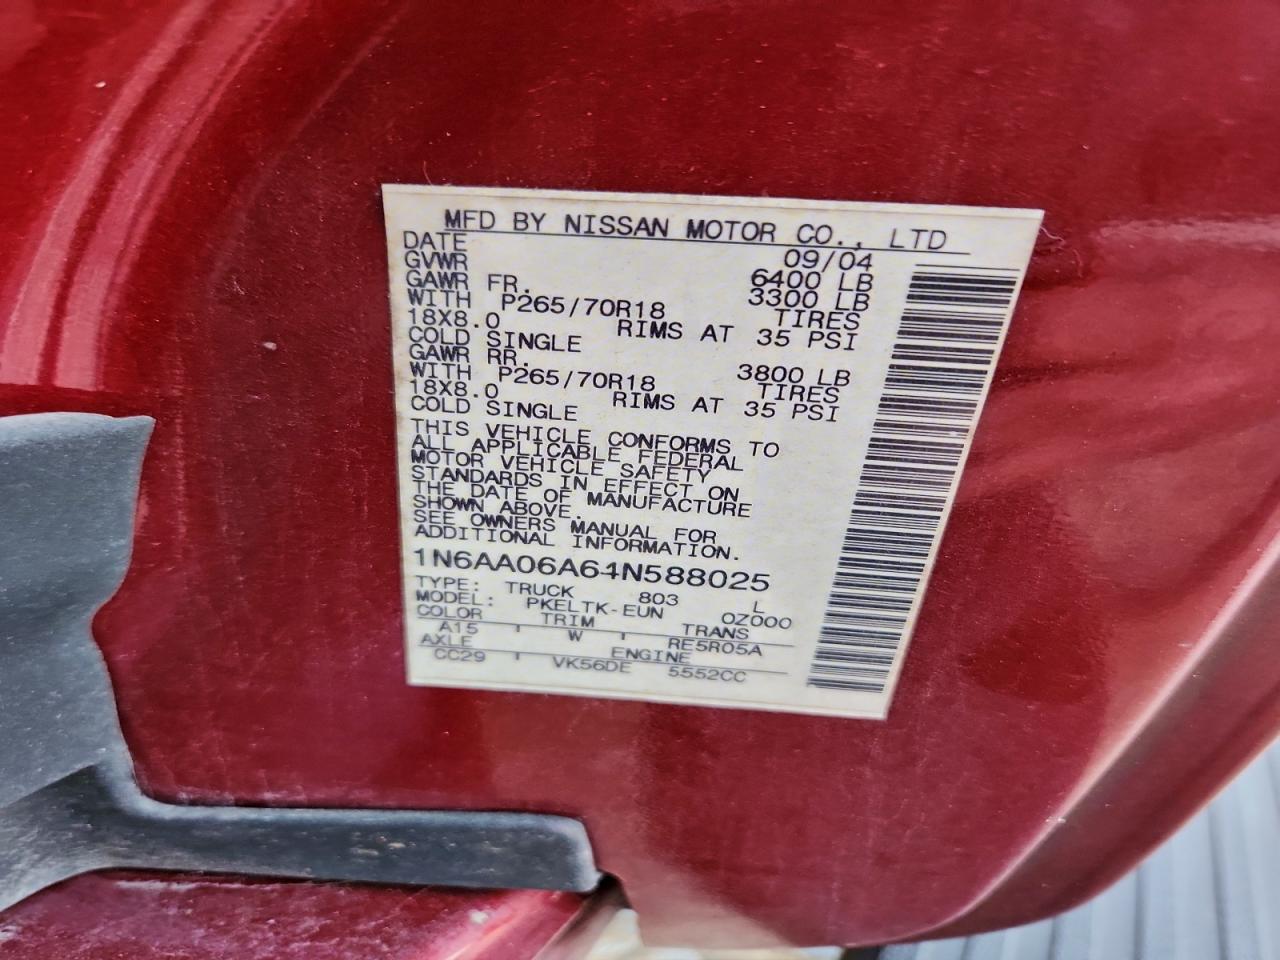 MFD BY NISSAN MOTOR CO., LTD
DATE 09/04
GVWR 6400 LB
GAWR FR. 3300 LB
WITH P265/70R18 TIRES
18X8.0 RIMS AT 35 PSI
COLD SINGLE
GAWR RR. 3800 LB
WITH P265/70R18 TIRES
18X8.0 RIMS AT 35 PSI
COLD SINGLE
THIS VEHICLE CONFORMS TO
ALL APPLICABLE FEDERAL
MOTOR VEHICLE SAFETY
STANDARDS IN EFFECT ON
THE DATE OF MANUFACTURE
SHOWN ABOVE.
SEE OWNERS MANUAL FOR
ADDITIONAL INFORMATION.
1N6AA06A64N588025
TYPE: TRUCK 803 L
MODEL: PKELTK-EUN OZ000
COLOR TRIM TRANS
A15 W RE5R05A
AXLE ENGINE
CC29 VK56DE 5552CC